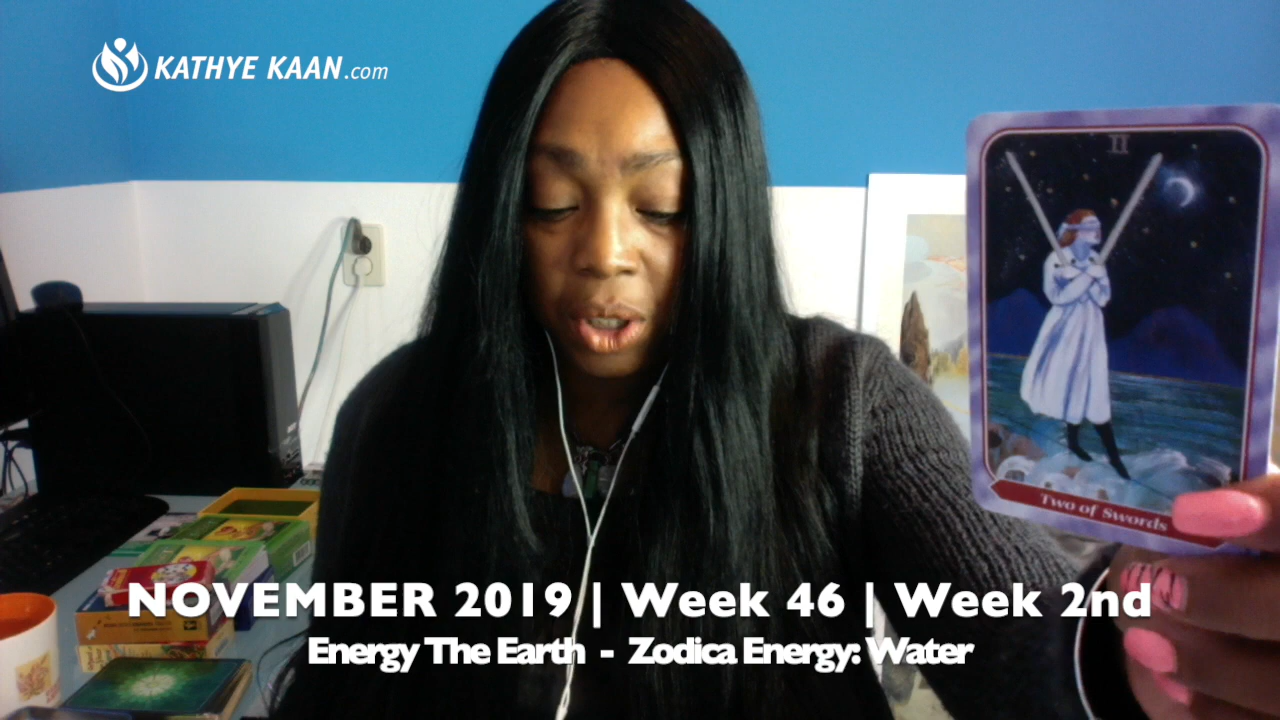 KATHYE KAAN.com
II
Two of Swords
NOVEMBER 2019 | Week 46 | Week 2nd
Energy The Earth - Zodica Energy: Water